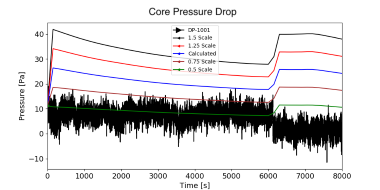 Core Pressure Drop
40
30
20
10
0
−10
Pressure [Pa]
DP-1001
1.5 Scale
1.25 Scale
Calculated
0.75 Scale
0.5 Scale
0 1000 2000 3000 4000 5000 6000 7000 8000
Time [s]